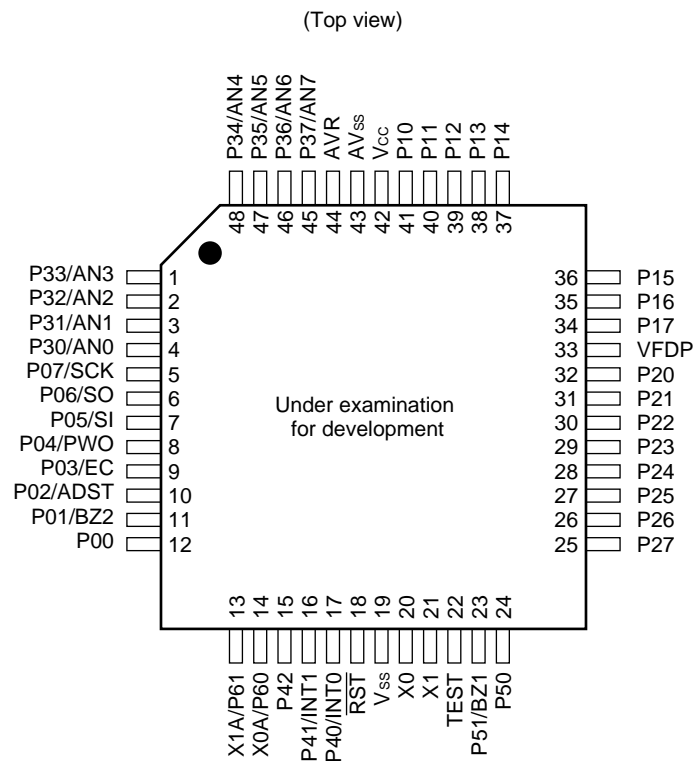 (Top view)
P34/AN4
P35/AN5
P36/AN6
P37/AN7
AVR
AVss
Vcc
P10
P11
P12
P13
P14
48
47
46
45
44
43
42
41
40
39
38
37
P33/AN3 1
P32/AN2 2
P31/AN1 3
P30/AN0 4
P07/SCK 5
P06/SO 6
P05/SI 7
P04/PWO 8
P03/EC 9
P02/ADST 10
P01/BZ2 11
P00 12
Under examination
for development
36 P15
35 P16
34 P17
33 VFDP
32 P20
31 P21
30 P22
29 P23
28 P24
27 P25
26 P26
25 P27
13
14
15
16
17
18
19
20
21
22
23
24
X1A/P61
X0A/P60
P42
P41/INT1
P40/INT0
RST
Vss
X0
X1
TEST
P51/BZ1
P50